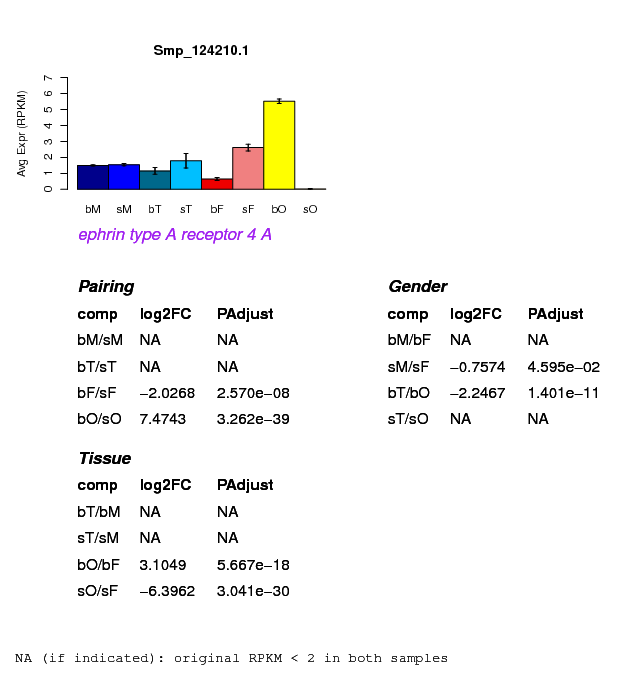 Smp_124210.1
Avg Expr (RPKM)
0 1 2 3 4 5 6 7
bM sM bT sT bF sF bO sO
ephrin type A receptor 4 A
Pairing
comp log2FC PAdjust
bM/sM NA NA
bT/sT NA NA
bF/sF −2.0268 2.570e−08
bO/sO 7.4743 3.262e−39
Gender
comp log2FC PAdjust
bM/bF NA NA
sM/sF −0.7574 4.595e−02
bT/bO −2.2467 1.401e−11
sT/sO NA NA
Tissue
comp log2FC PAdjust
bT/bM NA NA
sT/sM NA NA
bO/bF 3.1049 5.667e−18
sO/sF −6.3962 3.041e−30
NA (if indicated): original RPKM < 2 in both samples